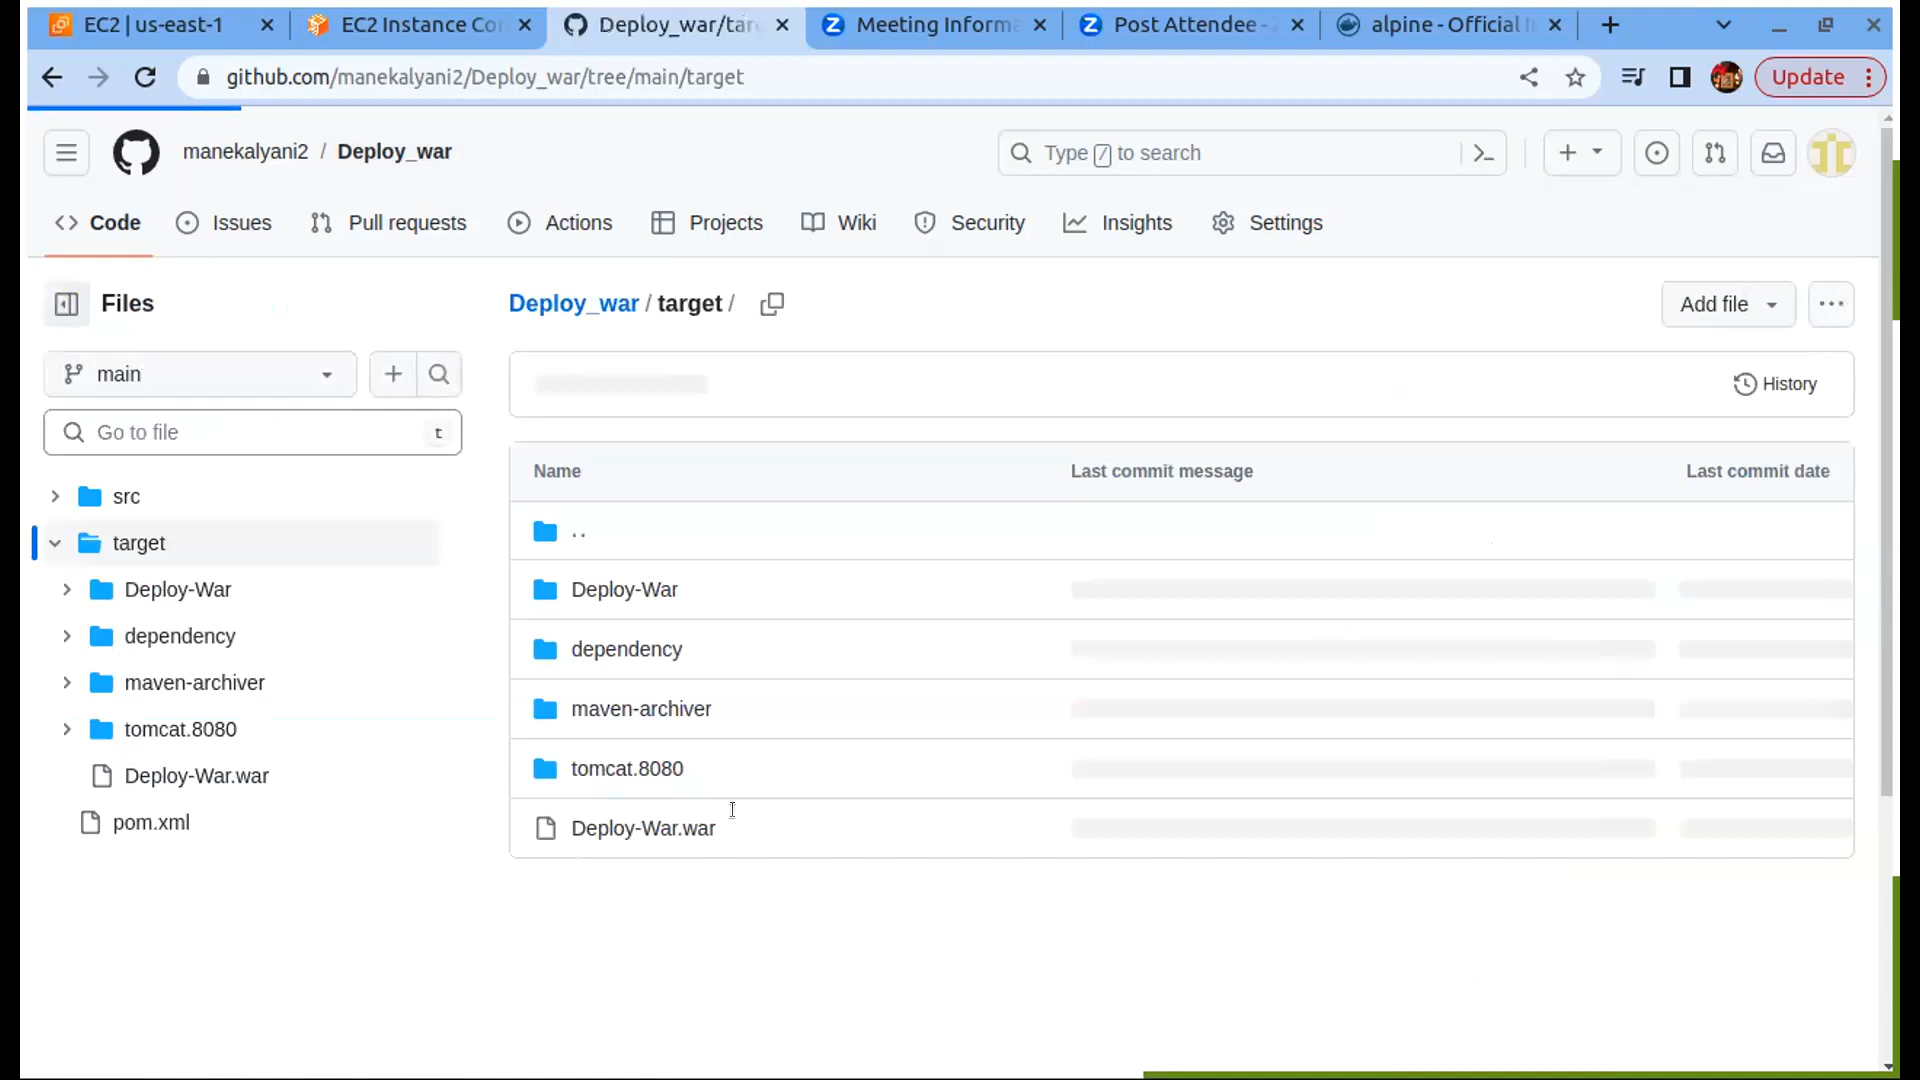 EC2 | us-east-1
EC2 Instance Co
Deploy_war/tar
Meeting Inform
Post Attendee -
alpine - Official I
github.com/manekalyani2/Deploy_war/tree/main/target
Update
manekalyani2 / Deploy_war
Type / to search
Code
Issues
Pull requests
Actions
Projects
Wiki
Security
Insights
Settings
Files
Deploy_war / target /
Add file
main
History
Go to file
t
Name
Last commit message
Last commit date
src
..
target
Deploy-War
Deploy-War
dependency
dependency
maven-archiver
maven-archiver
tomcat.8080
tomcat.8080
Deploy-War.war
Deploy-War.war
pom.xml